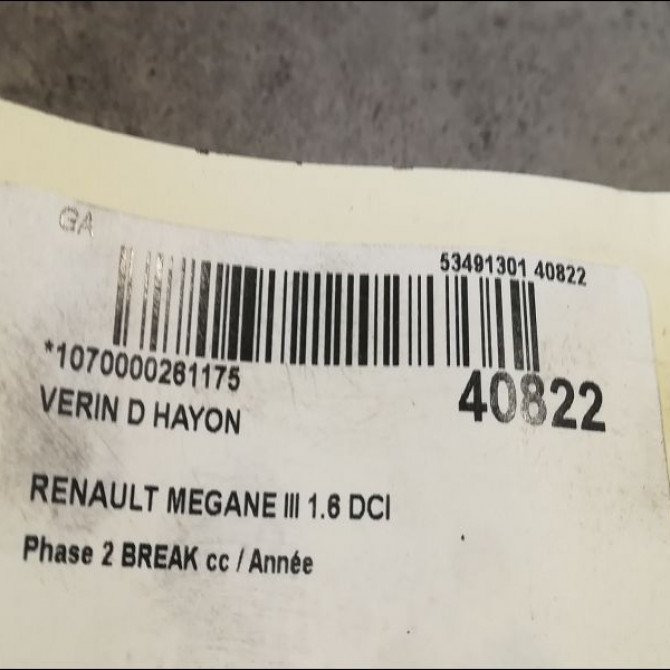 GA
53491301 40822
*1070000261175
40822
VERIN D HAYON
RENAULT MEGANE III 1.6 DCI
Phase 2 BREAK cc / Année